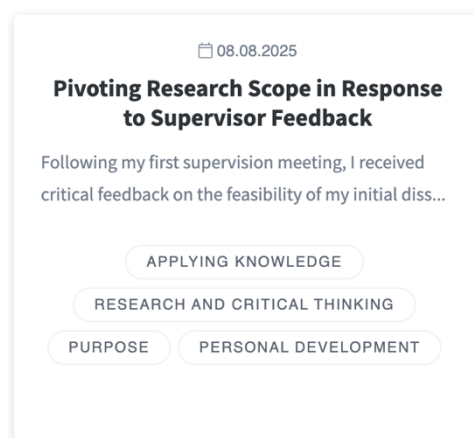 08.08.2025
Pivoting Research Scope in Response
to Supervisor Feedback
Following my first supervision meeting, I received
critical feedback on the feasibility of my initial diss...
APPLYING KNOWLEDGE
RESEARCH AND CRITICAL THINKING
PURPOSE PERSONAL DEVELOPMENT